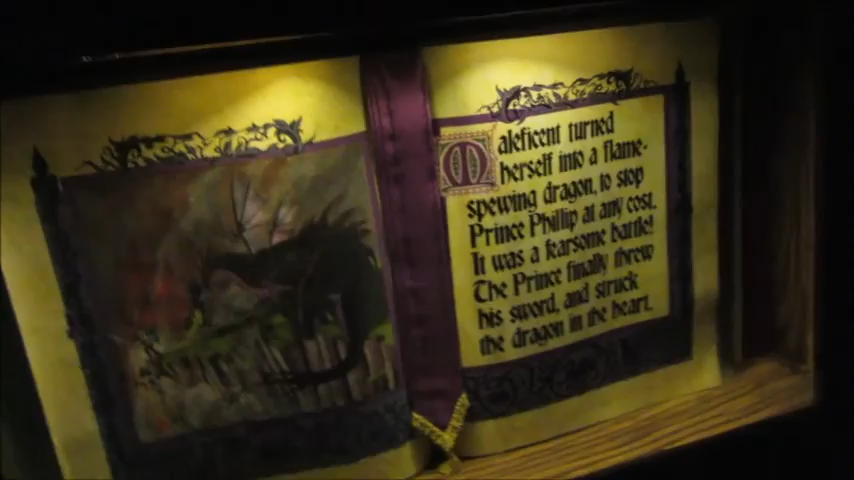 Maleficent turned
herself into a flame-
spewing dragon, to stop
Prince Phillip at any cost.
It was a fearsome battle!
The Prince finally threw
his sword, and struck
the dragon in the heart.